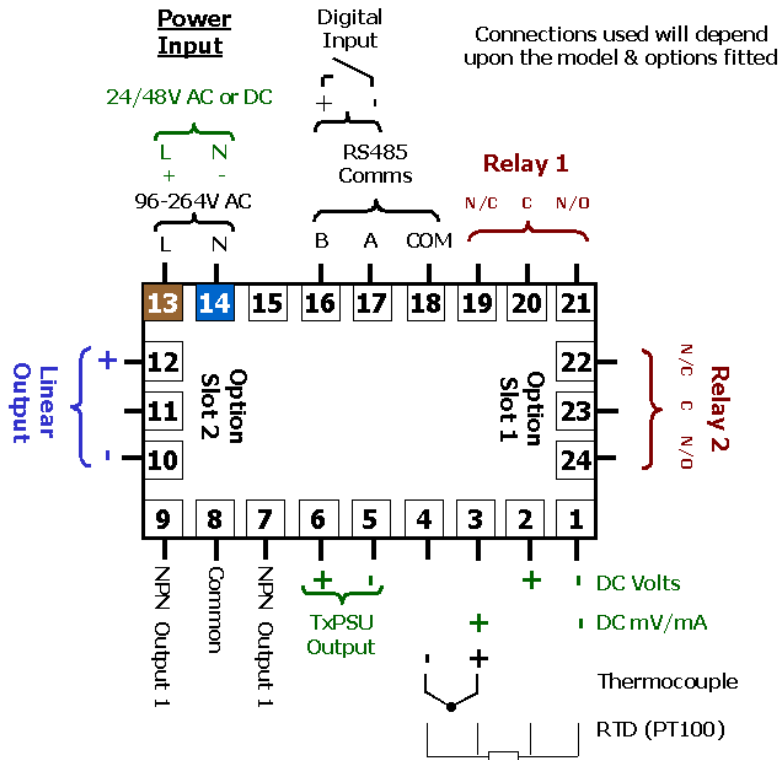 Power
Input
Digital
Input
Connections used will depend
upon the model & options fitted
24/48V AC or DC
+ -
L N
+ -
RS485
Comms
Relay 1
96-264V AC
N/C C N/O
L N
B A COM
13 14 15 16 17 18 19 20 21
Linear
Output
+
-
12
11
10
Option
Slot 2
Option
Slot 1
22
23
24
N/C C N/O
Relay 2
9 8 7 6 5 4 3 2 1
NPN Output 1
Common
NPN Output 1
+ -
TxPSU
Output
+ - DC Volts
+ - DC mV/mA
- +
Thermocouple
RTD (PT100)